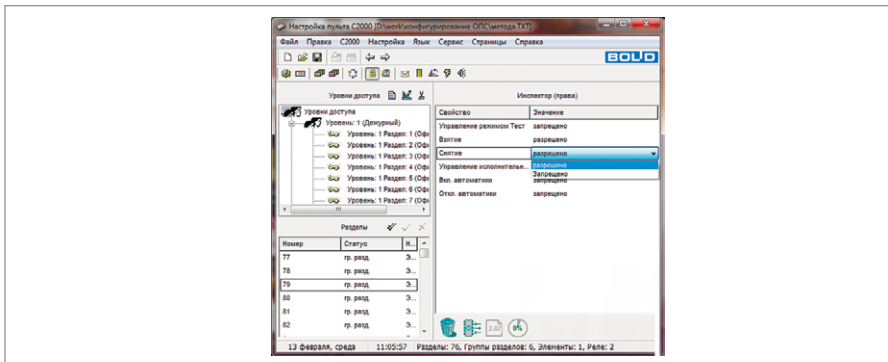 Настройка пульта С2000 [D:\work\конфигурирование ОПС\метода.TXT]
Файл Правка С2000 Настройка Язык Сервис Страницы Справка
BOLID
Уровни доступа
Инспектор (права)
Уровни доступа
Уровень: 1 (Дежурный)
Уровень: 1 Раздел: 1 (Офи
Уровень: 1 Раздел: 2 (Офи
Уровень: 1 Раздел: 3 (Офи
Уровень: 1 Раздел: 4 (Офи
Уровень: 1 Раздел: 5 (Офи
Уровень: 1 Раздел: 6 (Офи
Уровень: 1 Раздел: 7 (Офи
Свойство Значение
Управление режимом Тест запрещено
Взятие разрешено
Снятие разрешено
Управление исполнительн... разрешено
Запрещено
Вкл. автоматики запрещено
Откл. автоматики запрещено
Разделы
Номер Статус Н...
77 гр. разд. Э...
78 гр. разд. Э...
79 гр. разд. Э...
80 гр. разд. Э...
81 гр. разд. Э...
82 гр. разд. Э...
2.07
0%
13 февраля, среда 11:05:57 Разделы: 76, Группы разделов: 6, Элементы: 1, Реле: 2